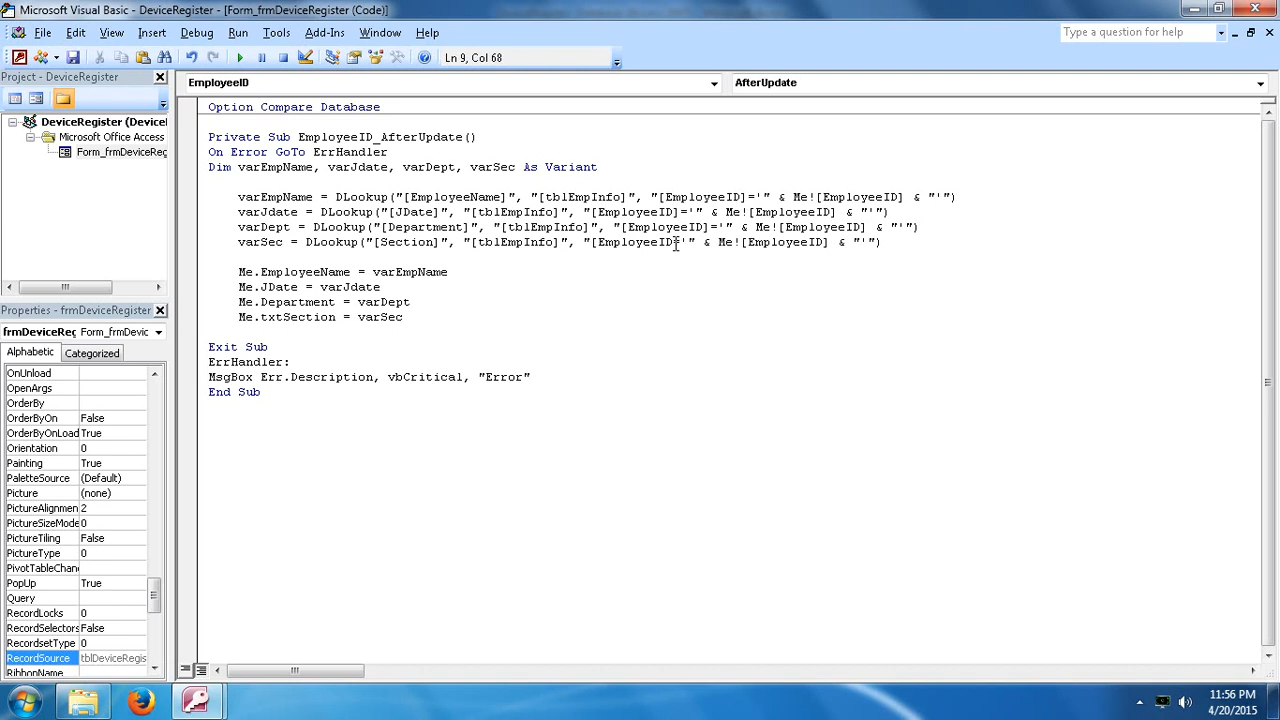 Microsoft Visual Basic - DeviceRegister - [Form_frmDeviceRegister (Code)]
File Edit View Insert Format Debug Run Tools Add-Ins Window Help
Type a question for help
Ln 9, Col 68
Project - DeviceRegister
DeviceRegister (Devicel
Microsoft Office Access
Form_frmDeviceReg
Properties - frmDeviceRegister
frmDeviceReg Form_frmDevic
Alphabetic Categorized
OnUnload
OpenArgs
OrderBy
OrderByOn False
OrderByOnLoad True
Orientation 0
Painting True
PaletteSource (Default)
Picture (none)
PictureAlignmen 2
PictureSizeMode 0
PictureTiling False
PictureType 0
PivotTableChang
PopUp True
Query
RecordLocks 0
RecordSelectors False
RecordsetType 0
RecordSource tblDeviceRegis
RibbonName
EmployeeID AfterUpdate
Option Compare Database
Private Sub EmployeeID_AfterUpdate()
On Error GoTo ErrHandler
Dim varEmpName, varJdate, varDept, varSec As Variant
varEmpName = DLookup("[EmployeeName]", "[tblEmpInfo]", "[EmployeeID]='" & Me![EmployeeID] & "'")
varJdate = DLookup("[JDate]", "[tblEmpInfo]", "[EmployeeID]='" & Me![EmployeeID] & "'")
varDept = DLookup("[Department]", "[tblEmpInfo]", "[EmployeeID]='" & Me![EmployeeID] & "'")
varSec = DLookup("[Section]", "[tblEmpInfo]", "[EmployeeID]='" & Me![EmployeeID] & "'")
Me.EmployeeName = varEmpName
Me.JDate = varJdate
Me.Department = varDept
Me.txtSection = varSec
Exit Sub
ErrHandler:
MsgBox Err.Description, vbCritical, "Error"
End Sub
11:56 PM
4/20/2015